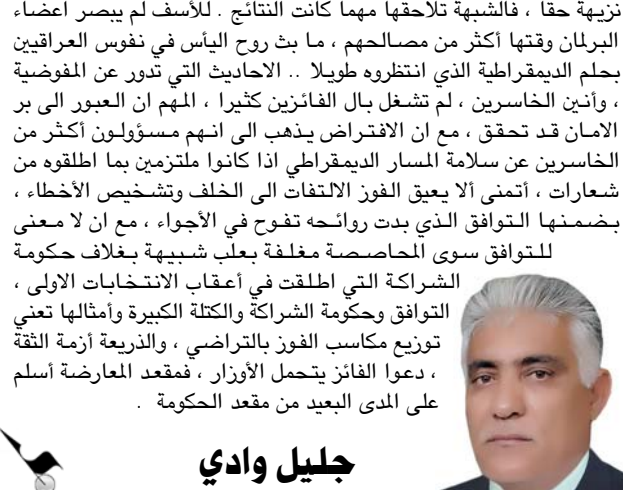 نزيهة حقا ، فالشبهة تلاحقها مهما كانت النتائج . للأسف لم يبصر اعضاء
البرلمان وقتها أكثر من مصالحهم ، ما بث روح اليأس في نفوس العراقيين
بحلم الديمقراطية الذي انتظروه طويلا .. الاحاديث التي تدور عن المفوضية
، وأنين الخاسرين ، لم تشغل بال الفائزين كثيرا ، المهم ان العبور الى بر
الامان قد تحقق ، مع ان الافتراض يذهب الى انهم مسؤولون أكثر من
الخاسرين عن سلامة المسار الديمقراطي اذا كانوا ملتزمين بما اطلقوه من
شعارات ، أتمنى ألا يعيق الفوز الالتفات الى الخلف وتشخيص الأخطاء ،
بضمنها التوافق الذي بدت روائحه تفوح في الأجواء ، مع ان لا معنى
للتوافق سوى المحاصصة مغلفة بعلب شبيهة بغلاف حكومة
الشراكة التي اطلقت في أعقاب الانتخابات الاولى ،
التوافق وحكومة الشراكة والكتلة الكبيرة وأمثالها تعني
توزيع مكاسب الفوز بالتراضي ، والذريعة أزمة الثقة
، دعوا الفائز يتحمل الأوزار ، فمقعد المعارضة أسلم
على المدى البعيد من مقعد الحكومة .
جليل وادي